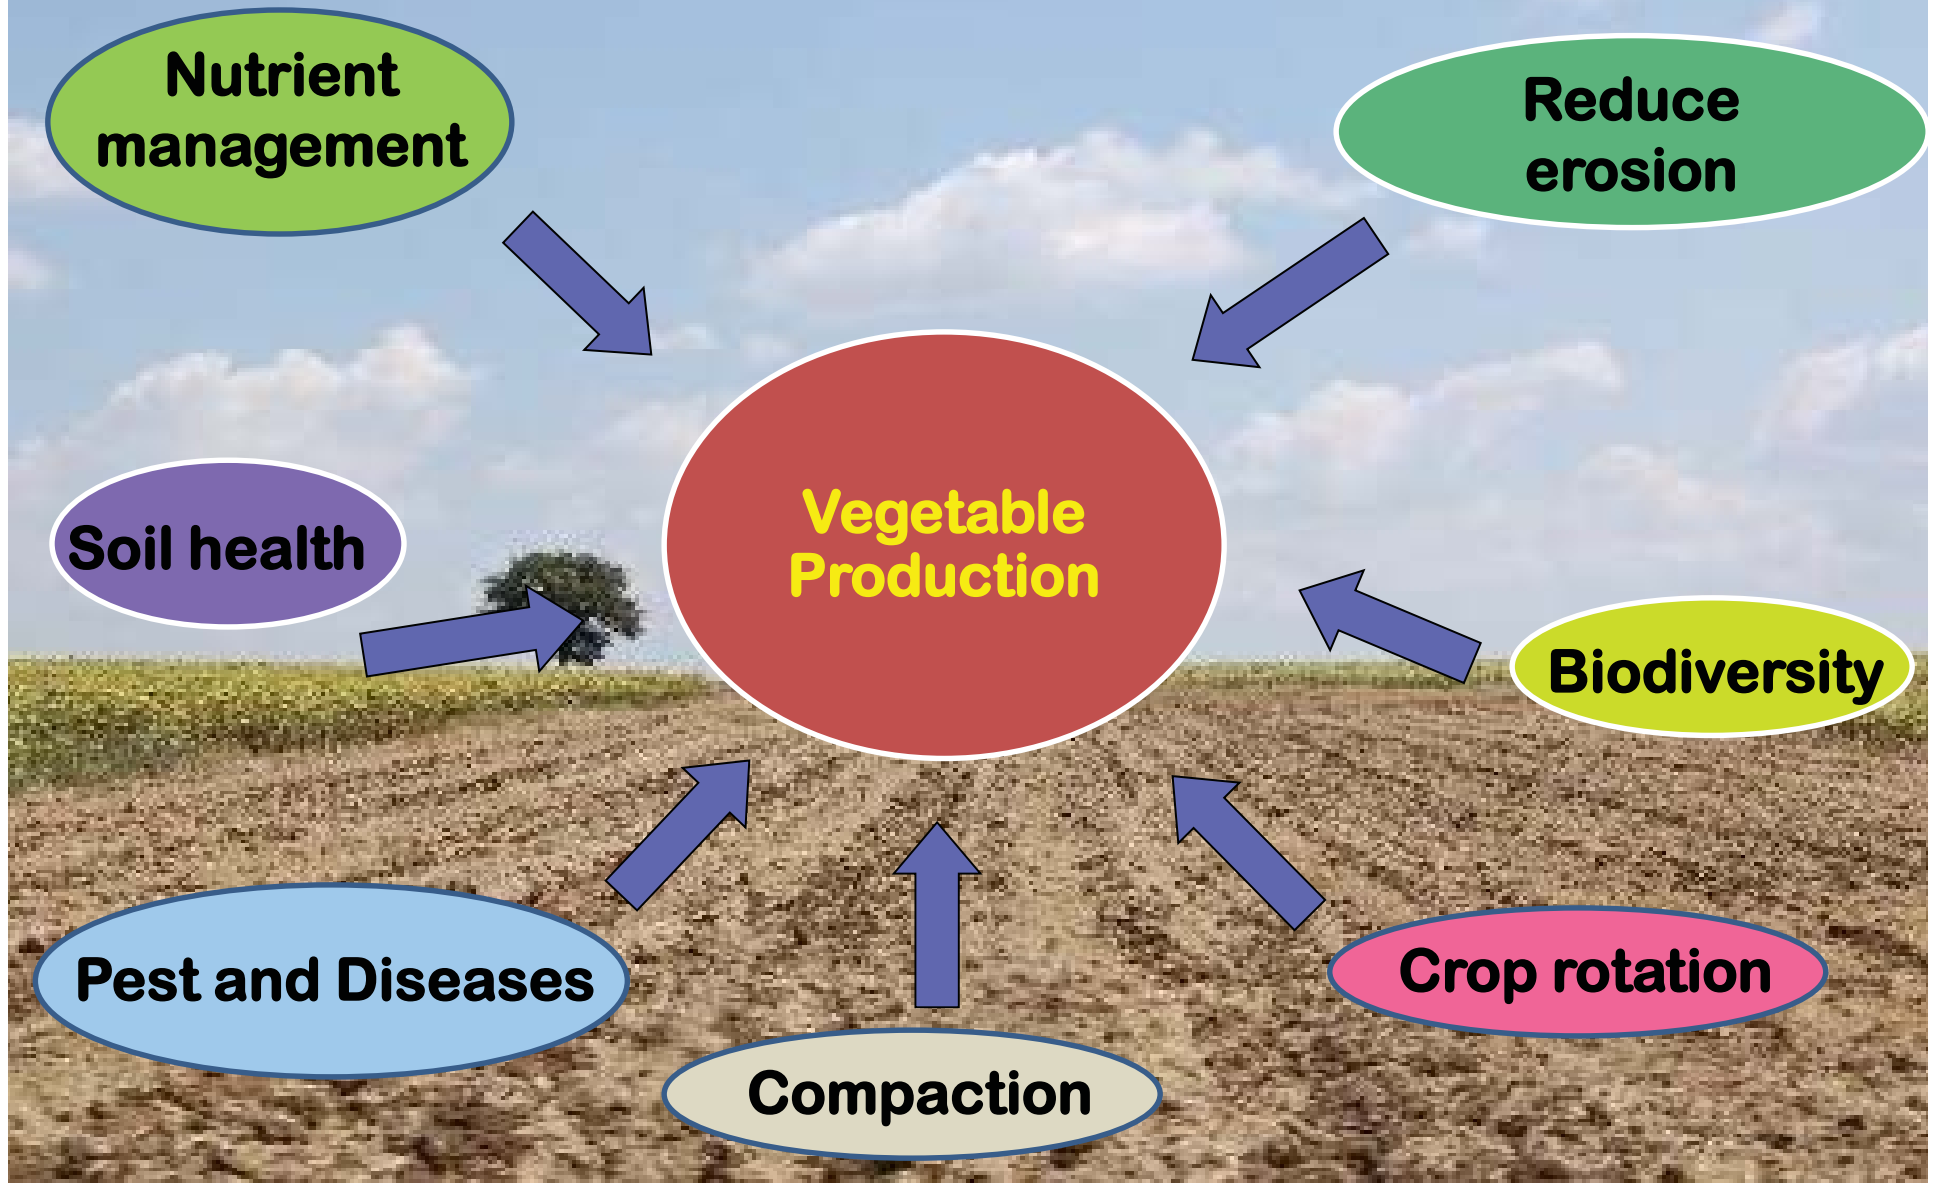 Nutrient
management
Reduce
erosion
Soil health
Vegetable
Production
Biodiversity
Pest and Diseases
Crop rotation
Compaction